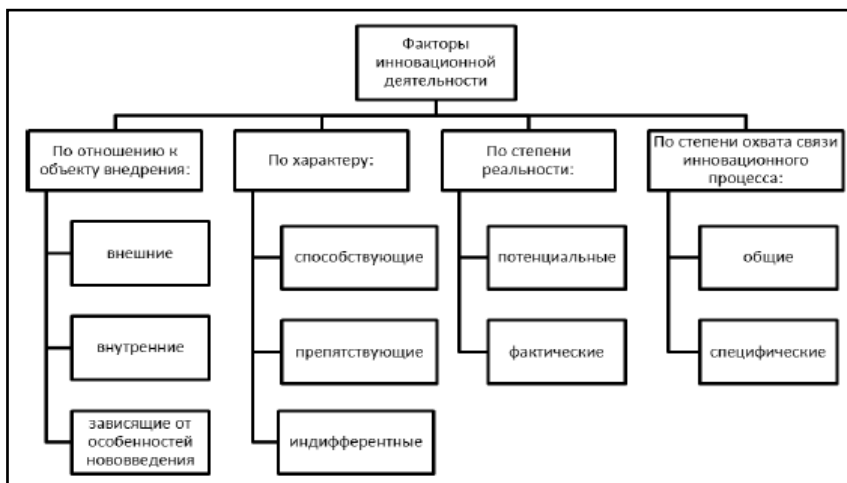 Факторы
инновационной
деятельности
По отношению к
объекту внедрения:
внешние
внутренние
зависящие от
особенностей
нововведения
По характеру:
способствующие
препятствующие
индифферентные
По степени
реальности:
потенциальные
фактические
По степени охвата связи
инновационного
процесса:
общие
специфические